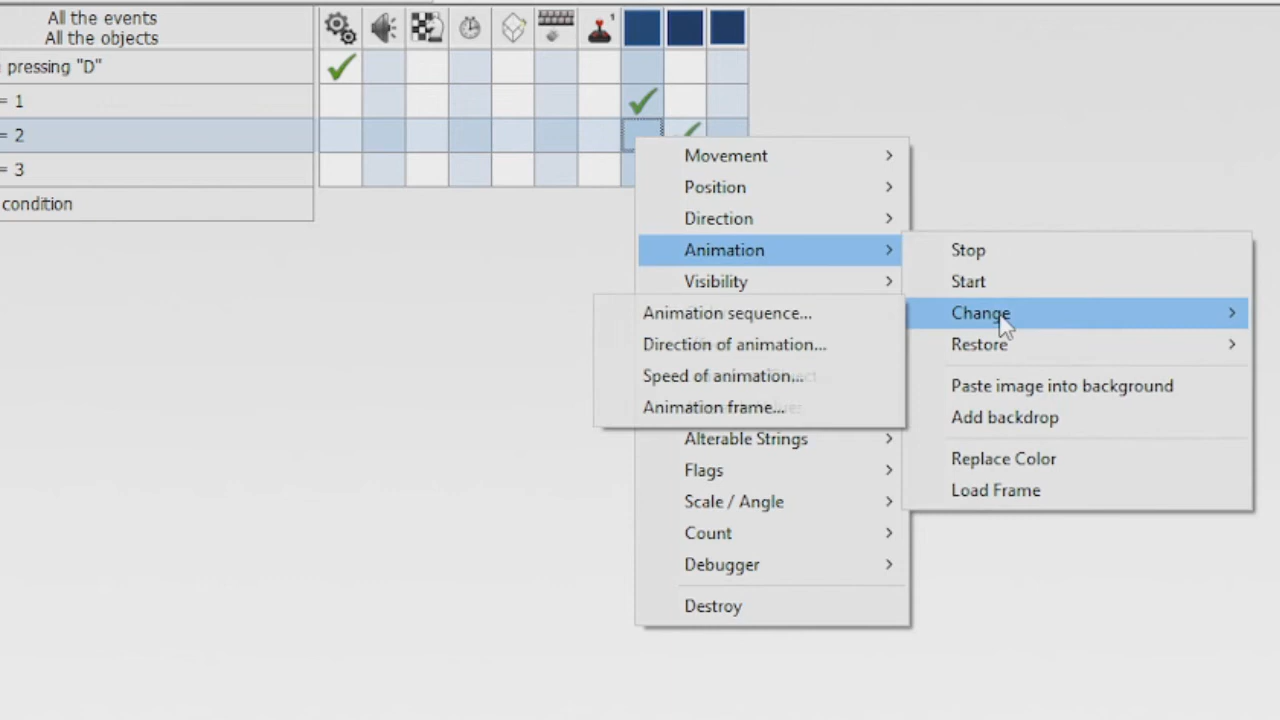 All the events
All the objects
pressing "D"
= 1
= 2
= 3
condition
Movement
Position
Direction
Animation
Visibility
Alterable Strings
Flags
Scale / Angle
Count
Debugger
Destroy
Stop
Start
Change
Restore
Paste image into background
Add backdrop
Replace Color
Load Frame
Animation sequence...
Direction of animation...
Speed of animation...
Animation frame...